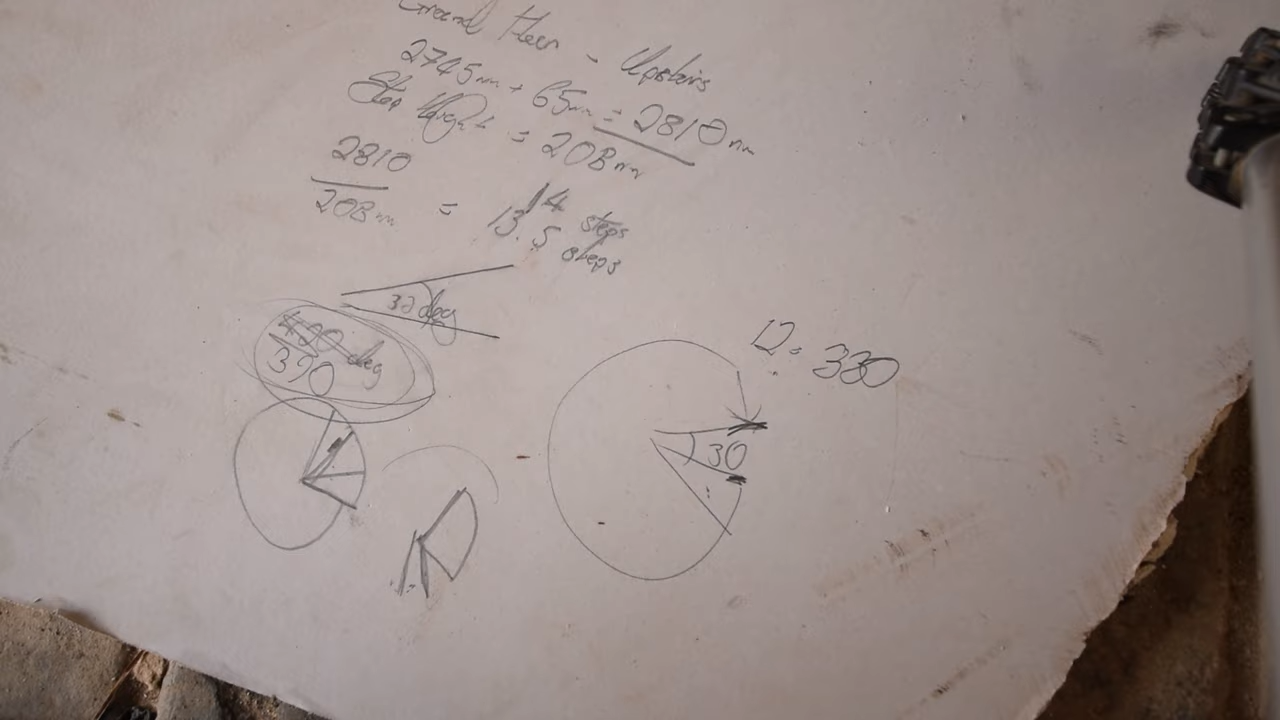 Ground Floor - Upstairs
2745mm + 65mm = 2810mm
Step Height = 208mm
2810
208mm
=
14 steps
13.5 steps
32 deg
420 deg
390
12 = 330
30